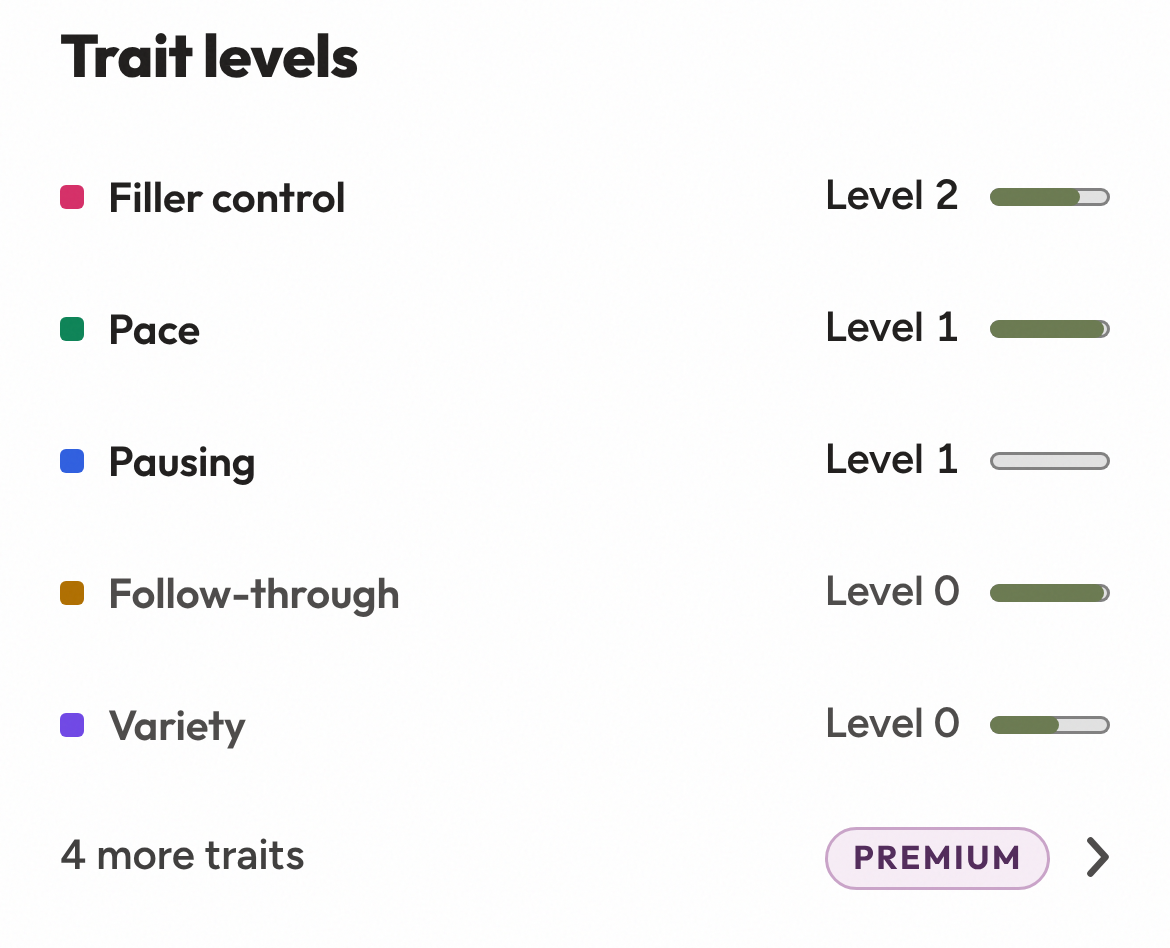 Trait levels
Filler control Level 2
Pace Level 1
Pausing Level 1
Follow-through Level 0
Variety Level 0
4 more traits PREMIUM